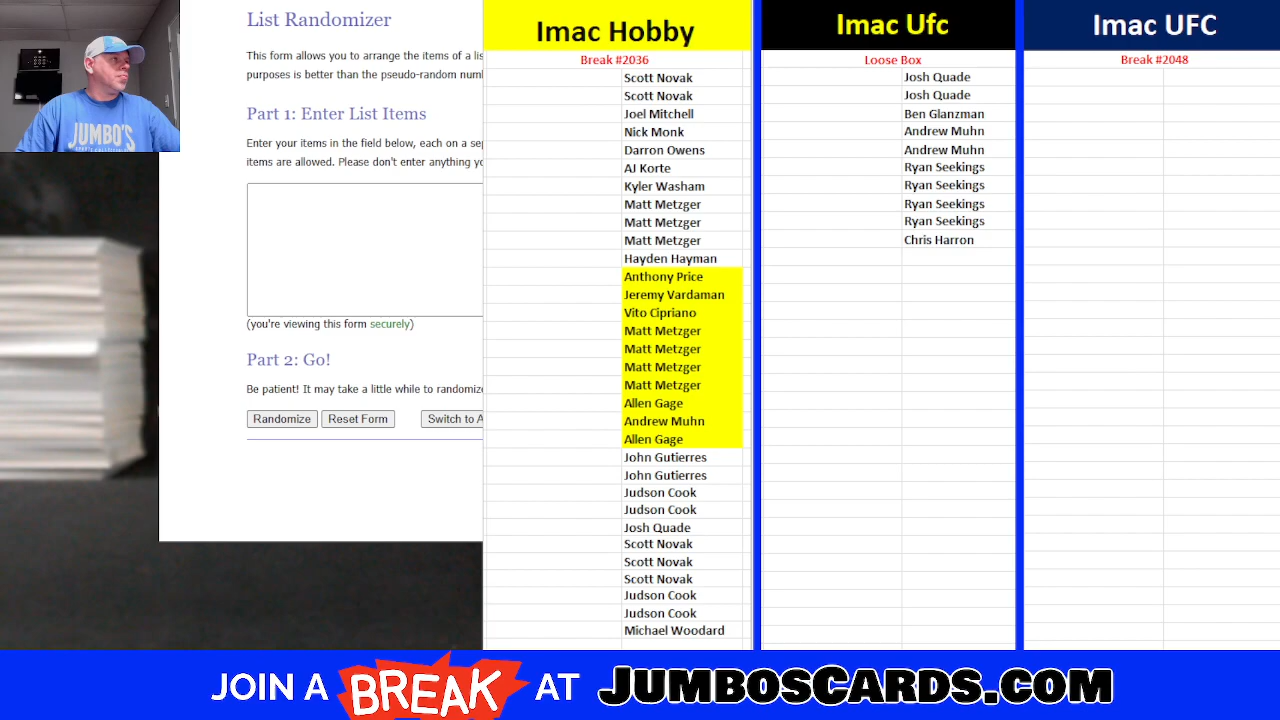 JUMBO'S
List Randomizer
This form allows you to arrange the items of a lis
purposes is better than the pseudo-random num
Part 1: Enter List Items
Enter your items in the field below, each on a sep
items are allowed. Please don't enter anything yo
(you're viewing this form securely)
Part 2: Go!
Be patient! It may take a little while to randomize
Randomize
Reset Form
Switch to A
Imac Hobby
Break #2036
Scott Novak
Scott Novak
Joel Mitchell
Nick Monk
Darron Owens
AJ Korte
Kyler Washam
Matt Metzger
Matt Metzger
Matt Metzger
Hayden Hayman
Anthony Price
Jeremy Vardaman
Vito Cipriano
Matt Metzger
Matt Metzger
Matt Metzger
Matt Metzger
Allen Gage
Andrew Muhn
Allen Gage
John Gutierres
John Gutierres
Judson Cook
Judson Cook
Josh Quade
Scott Novak
Scott Novak
Scott Novak
Judson Cook
Judson Cook
Michael Woodard
Imac Ufc
Loose Box
Josh Quade
Josh Quade
Ben Glanzman
Andrew Muhn
Andrew Muhn
Ryan Seekings
Ryan Seekings
Ryan Seekings
Ryan Seekings
Chris Harron
Imac UFC
Break #2048
JOIN A BREAK AT JUMBOSCARDS.COM